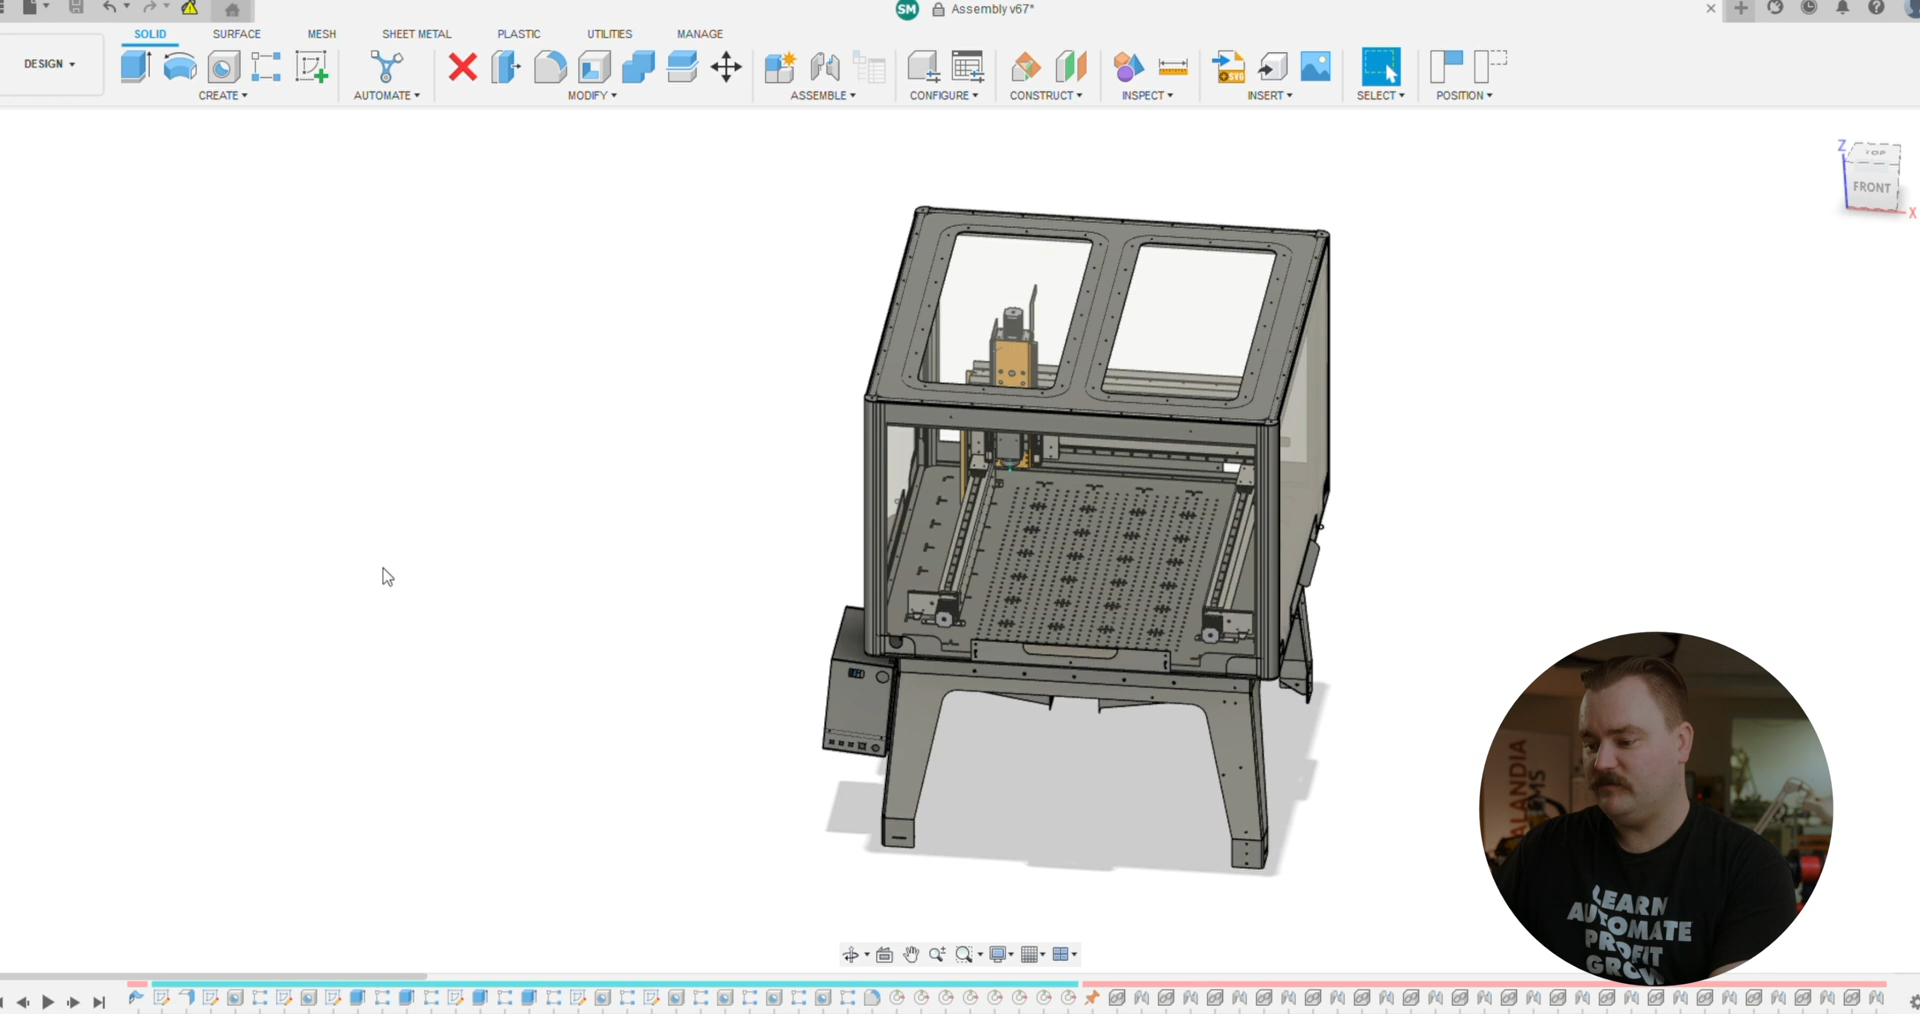 SM
Assembly v67*
SOLID
SURFACE
MESH
SHEET METAL
PLASTIC
UTILITIES
MANAGE
DESIGN
CREATE
AUTOMATE
MODIFY
ASSEMBLE
CONFIGURE
CONSTRUCT
INSPECT
SVG
INSERT
SELECT
POSITION
Z
TOP
FRONT
X
LEARN
AUTOMATE
PROFIT
GROW